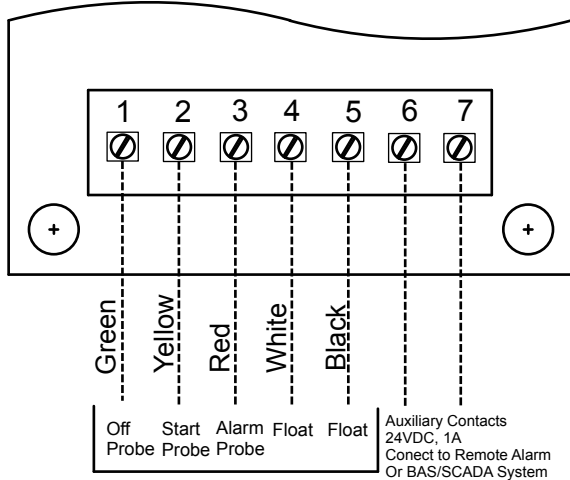 1 2 3 4 5 6 7
Green
Yellow
Red
White
Black
Off
Probe
Start
Probe
Alarm
Probe
Float
Float
Auxiliary Contacts
24VDC, 1A
Conect to Remote Alarm
Or BAS/SCADA System